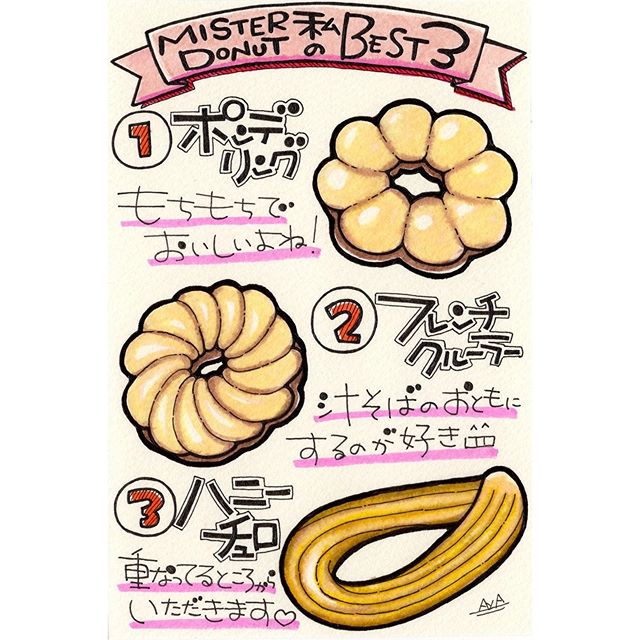 MISTER DONUT 私の BEST 3
1 ポンデ
リング
もちもちで
おいしいよね!
2 フレンチ
クルーラー
汁そばのおともに
するのが好き
3 ハニー
チュロ
重なってるところから
いただきます♡
AVA